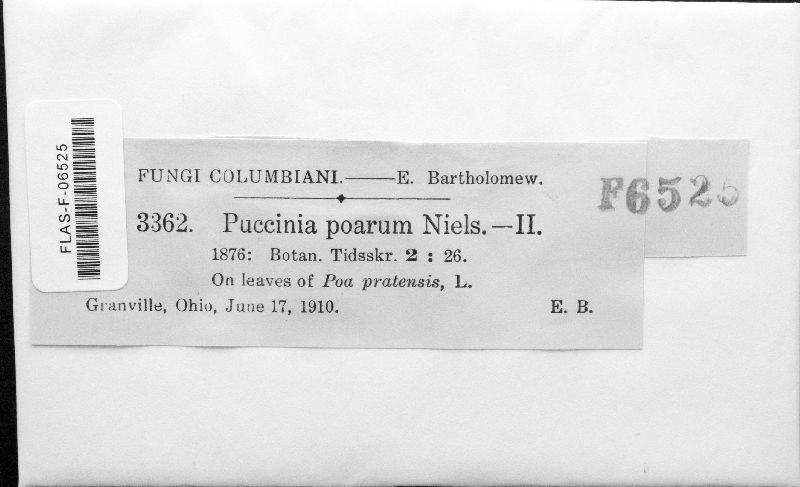 FLAS-F-06525
FUNGI COLUMBIANI.——E. Bartholomew.
F6525
3362. Puccinia poarum Niels.—II.
1876: Botan. Tidsskr. 2 : 26.
On leaves of Poa pratensis, L.
Granville, Ohio, June 17, 1910. E. B.